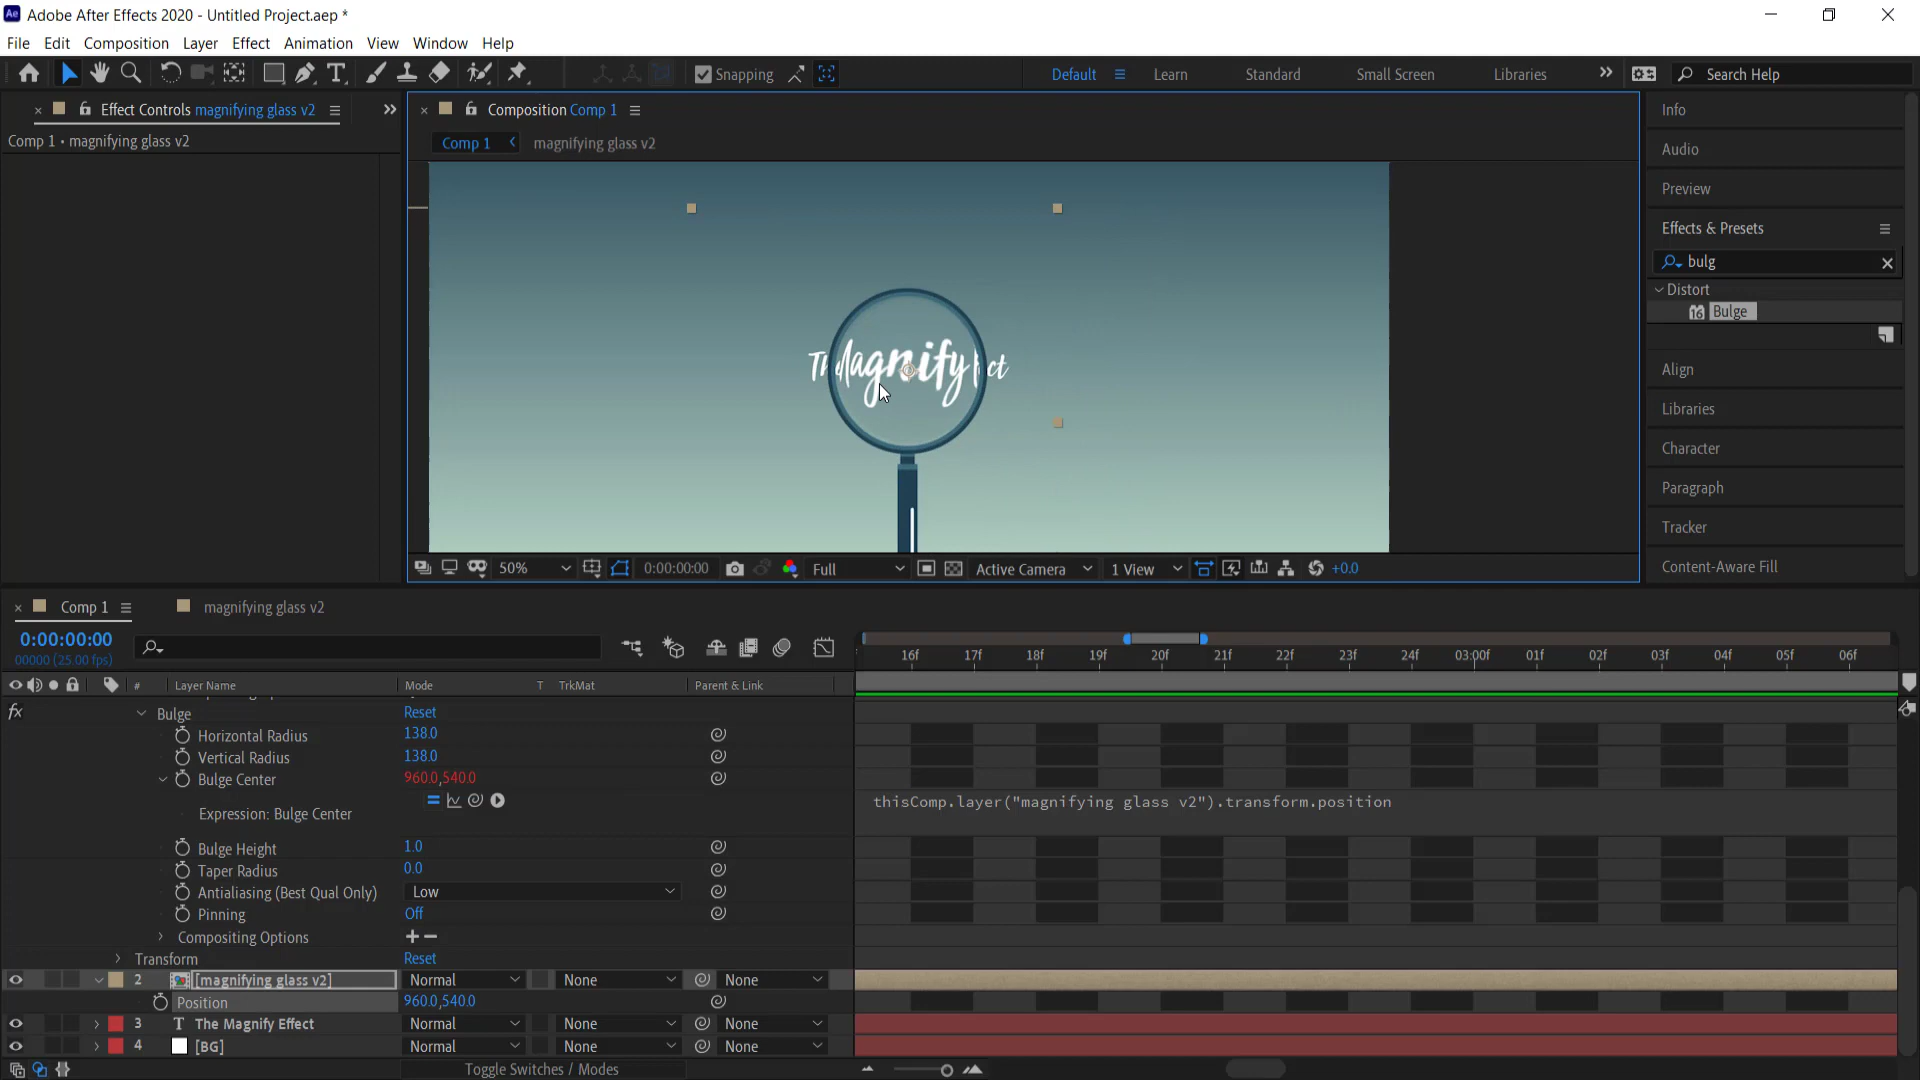 Adobe After Effects 2020 - Untitled Project.aep *
File Edit Composition Layer Effect Animation View Window Help
Snapping Default Learn Standard Small Screen Libraries Search Help
Effect Controls magnifying glass v2
Composition Comp 1
Info
Comp 1 • magnifying glass v2
Comp 1 magnifying glass v2
Audio
Preview
Effects & Presets
bulg
Distort
16 Bulge
Magnify
Align
Libraries
Character
Paragraph
Tracker
Content-Aware Fill
50% 0:00:00:00 Full Active Camera 1 View +0.0
Comp 1 magnifying glass v2
0:00:00:00
00000 (25.00 fps)
16f 17f 18f 19f 20f 21f 22f 23f 24f 03:00f 01f 02f 03f 04f 05f 06f
# Layer Name Mode T TrkMat Parent & Link
fx Bulge Reset
Horizontal Radius 138.0
Vertical Radius 138.0
Bulge Center 960.0,540.0
Expression: Bulge Center thisComp.layer("magnifying glass v2").transform.position
Bulge Height 1.0
Taper Radius 0.0
Antialiasing (Best Qual Only) Low
Pinning Off
Compositing Options + −
Transform Reset
2 [magnifying glass v2] Normal None None
Position 960.0,540.0
3 T The Magnify Effect Normal None None
4 [BG] Normal None None
Toggle Switches / Modes